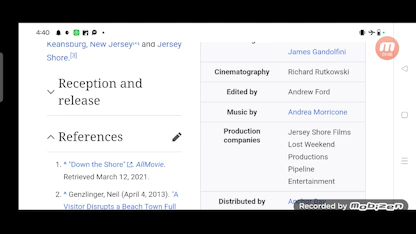 4:40
Keansburg, New Jersey and Jersey
Shore.[3]
Reception and
release
References
1. ^ "Down the Shore". AllMovie.
Retrieved March 12, 2021.
2. ^ Genzlinger, Neil (April 4, 2013). "A
Visitor Disrupts a Beach Town Full
James Gandolfini
Cinematography Richard Rutkowski
Edited by Andrew Ford
Music by Andrea Morricone
Production Jersey Shore Films
companies Lost Weekend
Productions
Pipeline
Entertainment
Distributed by
Recorded by Mobizen